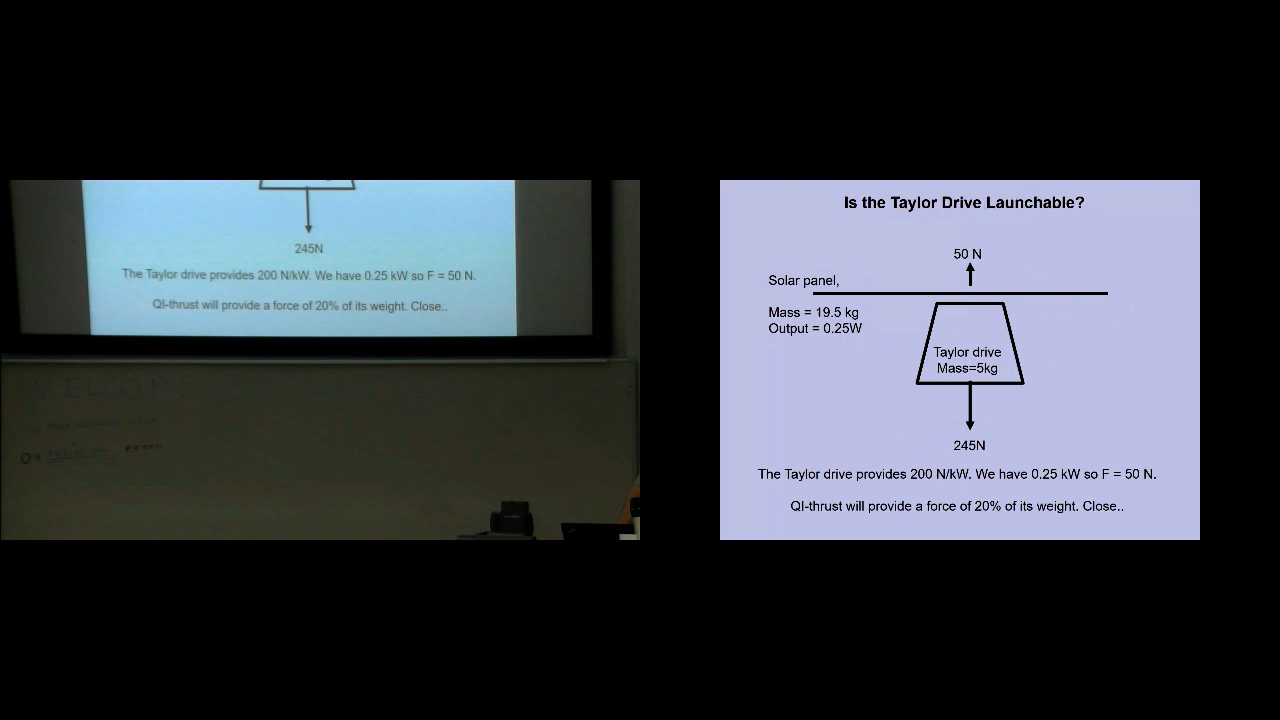 245N
The Taylor drive provides 200 N/kW. We have 0.25 kW so F = 50 N.
QI-thrust will provide a force of 20% of its weight. Close..
WELCOME
Is the Taylor Drive Launchable?
50 N
Solar panel,
Mass = 19.5 kg
Output = 0.25W
Taylor drive
Mass=5kg
245N
The Taylor drive provides 200 N/kW. We have 0.25 kW so F = 50 N.
QI-thrust will provide a force of 20% of its weight. Close..